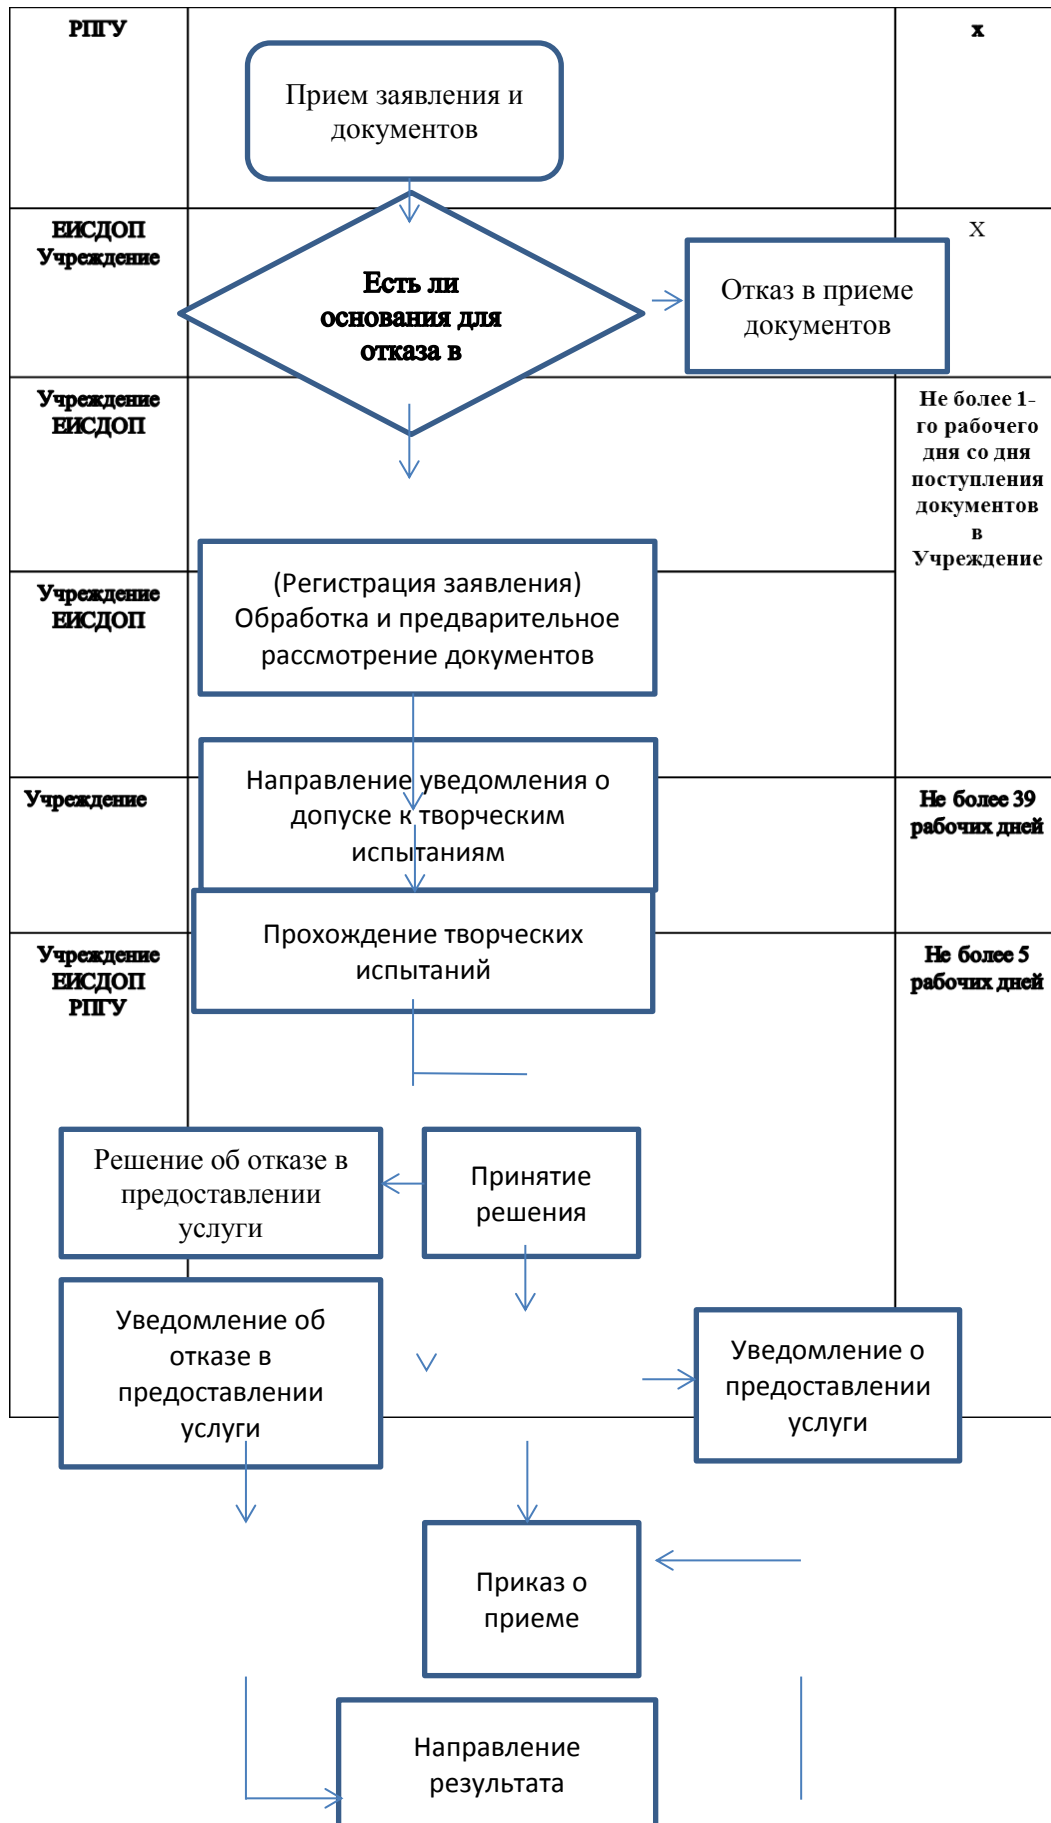 РПГУ
x
Прием заявления и
документов
ЕИСДОП
Учреждение
X
Есть ли
основания для
отказа в
Отказ в приеме
документов
Учреждение
ЕИСДОП
Не более 1-
го рабочего
дня со дня
поступления
документов
в
Учреждение
(Регистрация заявления)
Обработка и предварительное
рассмотрение документов
Учреждение
ЕИСДОП
Направление уведомления о
допуске к творческим
испытаниям
Учреждение
Не более 39
рабочих дней
Прохождение творческих
испытаний
Учреждение
ЕИСДОП
РПГУ
Не более 5
рабочих дней
Решение об отказе в
предоставлении
услуги
Принятие
решения
Уведомление об
отказе в
предоставлении
услуги
Уведомление о
предоставлении
услуги
Приказ о
приеме
Направление
результата